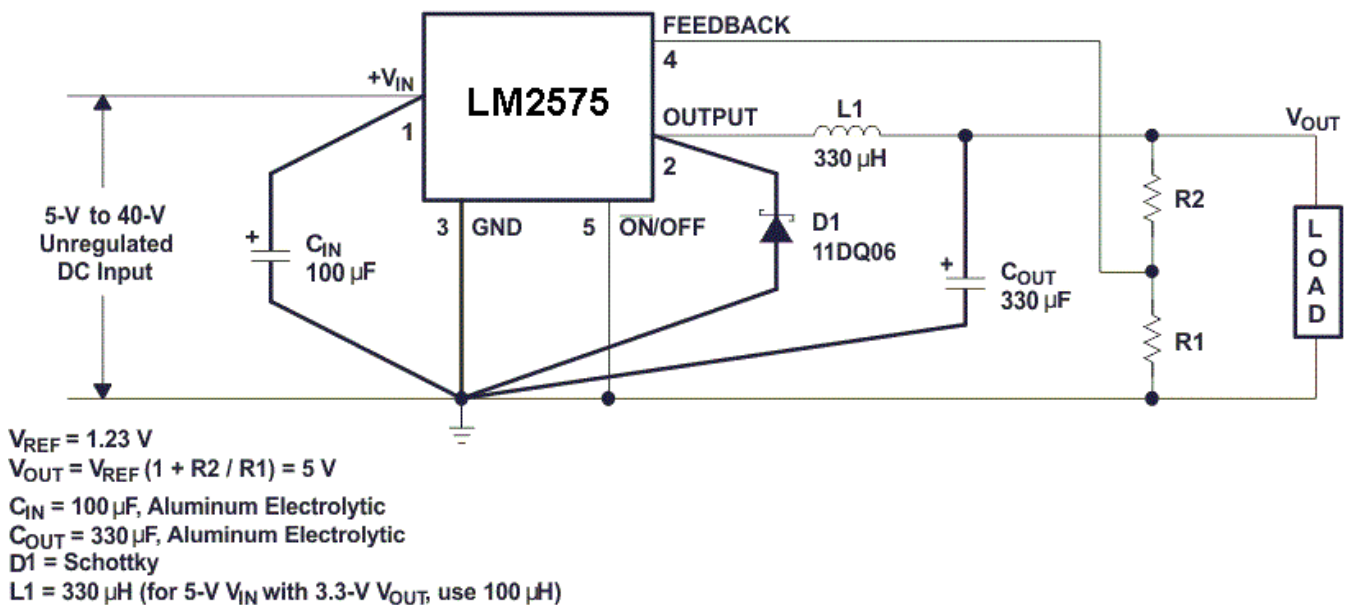 FEEDBACK
4
+VIN
1
LM2575
OUTPUT
2
L1
330 µH
VOUT
5-V to 40-V
Unregulated
DC Input
+
CIN
100 µF
3
GND
5
ON/OFF
D1
11DQ06
+
COUT
330 µF
R2
R1
LOAD
VREF = 1.23 V
VOUT = VREF (1 + R2 / R1) = 5 V
CIN = 100 µF, Aluminum Electrolytic
COUT = 330 µF, Aluminum Electrolytic
D1 = Schottky
L1 = 330 µH (for 5-V VIN with 3.3-V VOUT, use 100 µH)